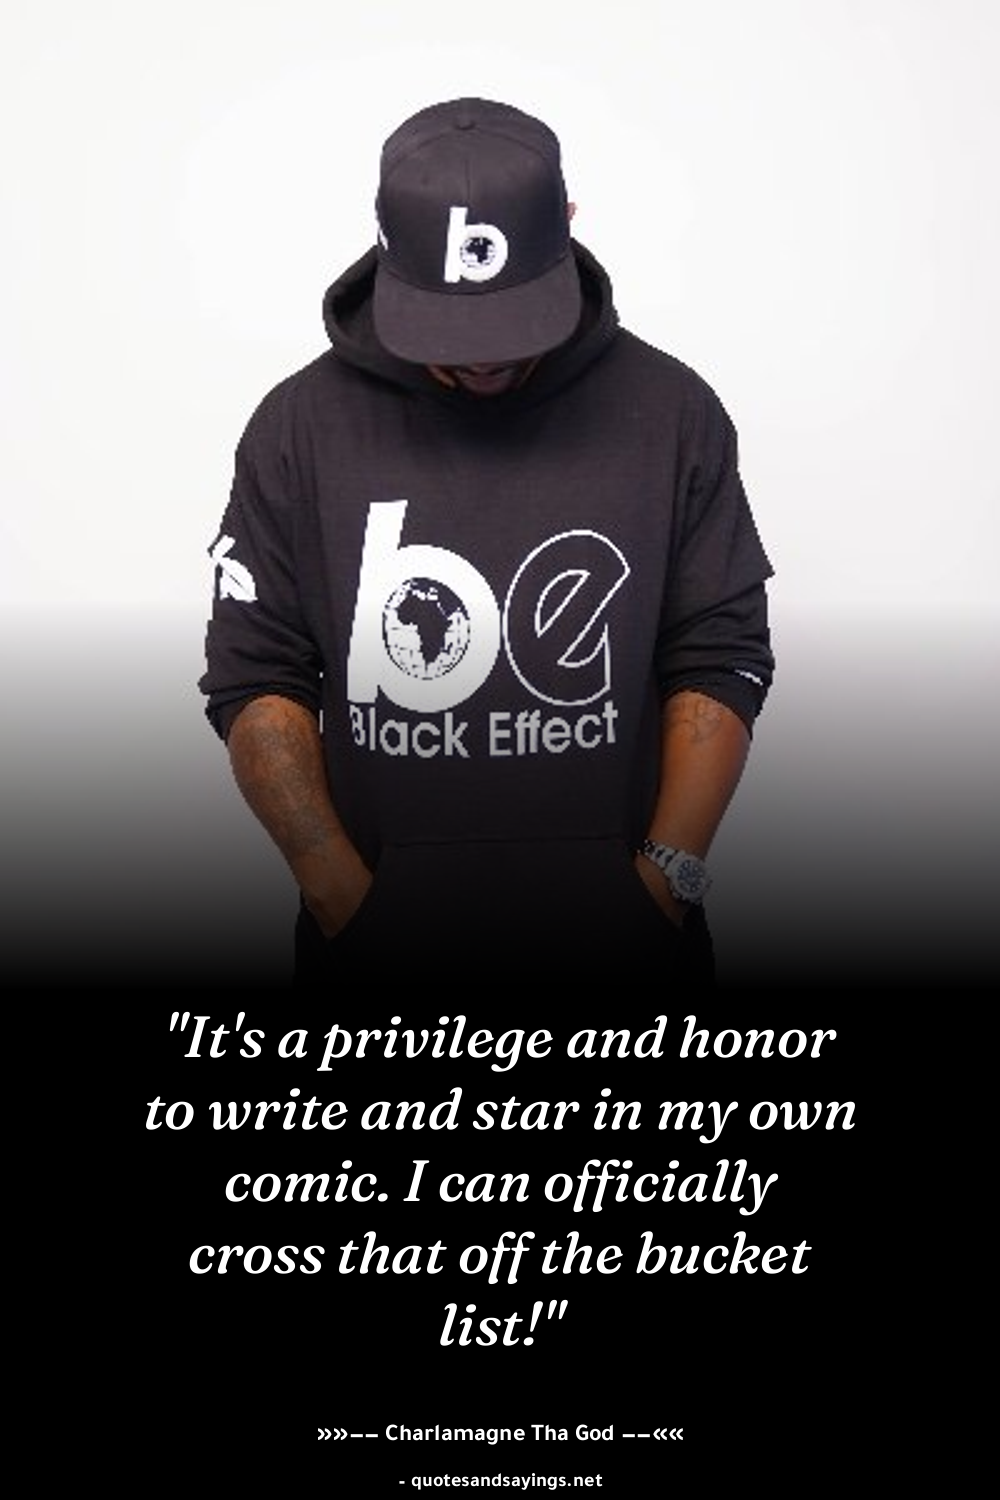 b
be
Black Effect
"It's a privilege and honor
to write and star in my own
comic. I can officially
cross that off the bucket
list!"
»»-- Charlamagne Tha God --««
- quotesandsayings.net